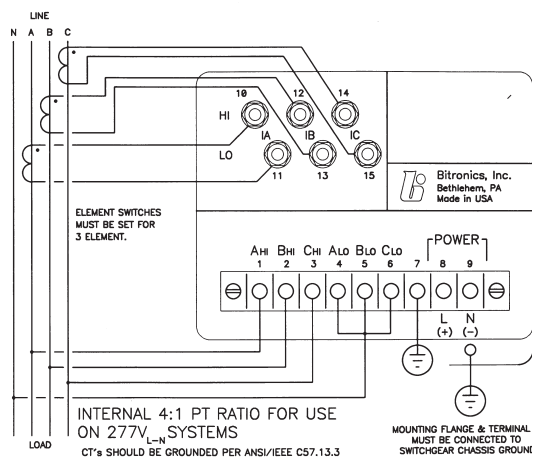 LINE
N A B C
10 12 14
HI
IA IB IC
LO
11 13 15
Bitronics, Inc.
Bethlehem, PA
Made in USA
ELEMENT SWITCHES
MUST BE SET FOR
3 ELEMENT.
POWER
AHI BHI CHI ALO BLO CLO
1 2 3 4 5 6 7 8 9
L N
(+) (-)
INTERNAL 4:1 PT RATIO FOR USE
ON 277VL-N SYSTEMS
LOAD
CT's SHOULD BE GROUNDED PER ANSI/IEEE C57.13.3
MOUNTING FLANGE & TERMINAL
MUST BE CONNECTED TO
SWITCHGEAR CHASSIS GROUND